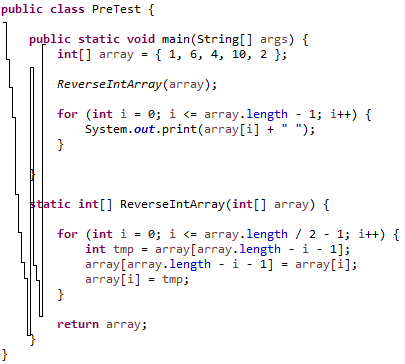 public class PreTest {
public static void main(String[] args) {
int[] array = { 1, 6, 4, 10, 2 };
ReverseIntArray(array);
for (int i = 0; i <= array.length - 1; i++) {
System.out.print(array[i] + " ");
}
}
static int[] ReverseIntArray(int[] array) {
for (int i = 0; i <= array.length / 2 - 1; i++) {
int tmp = array[array.length - i - 1];
array[array.length - i - 1] = array[i];
array[i] = tmp;
}
return array;
}
}